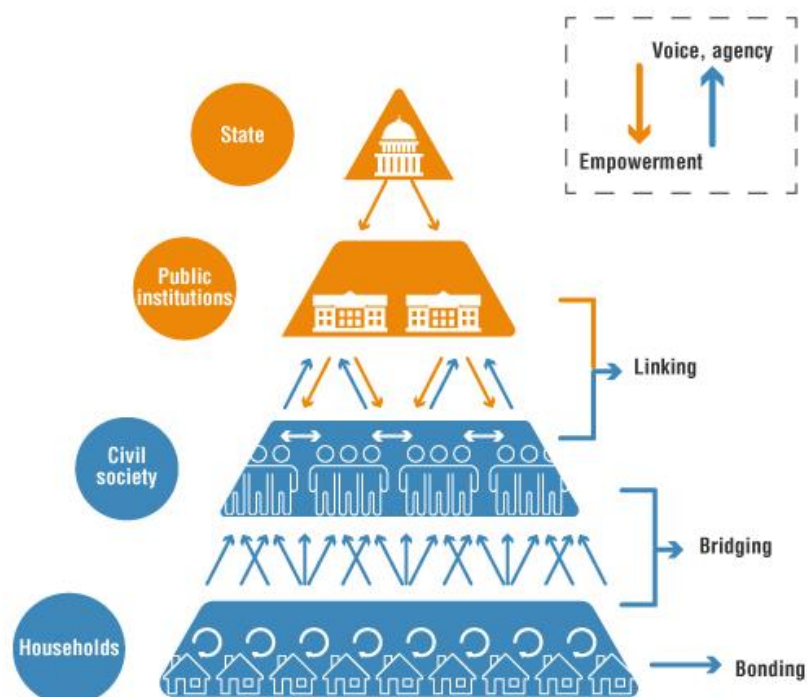 Voice, agency
Empowerment
State
Public
institutions
Linking
Civil
society
Bridging
Households
Bonding